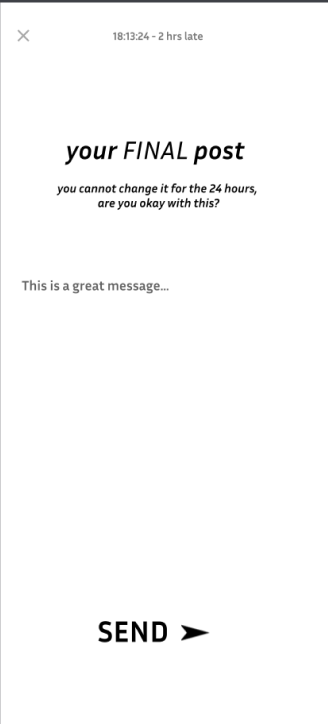 18:13:24 - 2 hrs late
your FINAL post
you cannot change it for the 24 hours,
are you okay with this?
This is a great message...
SEND